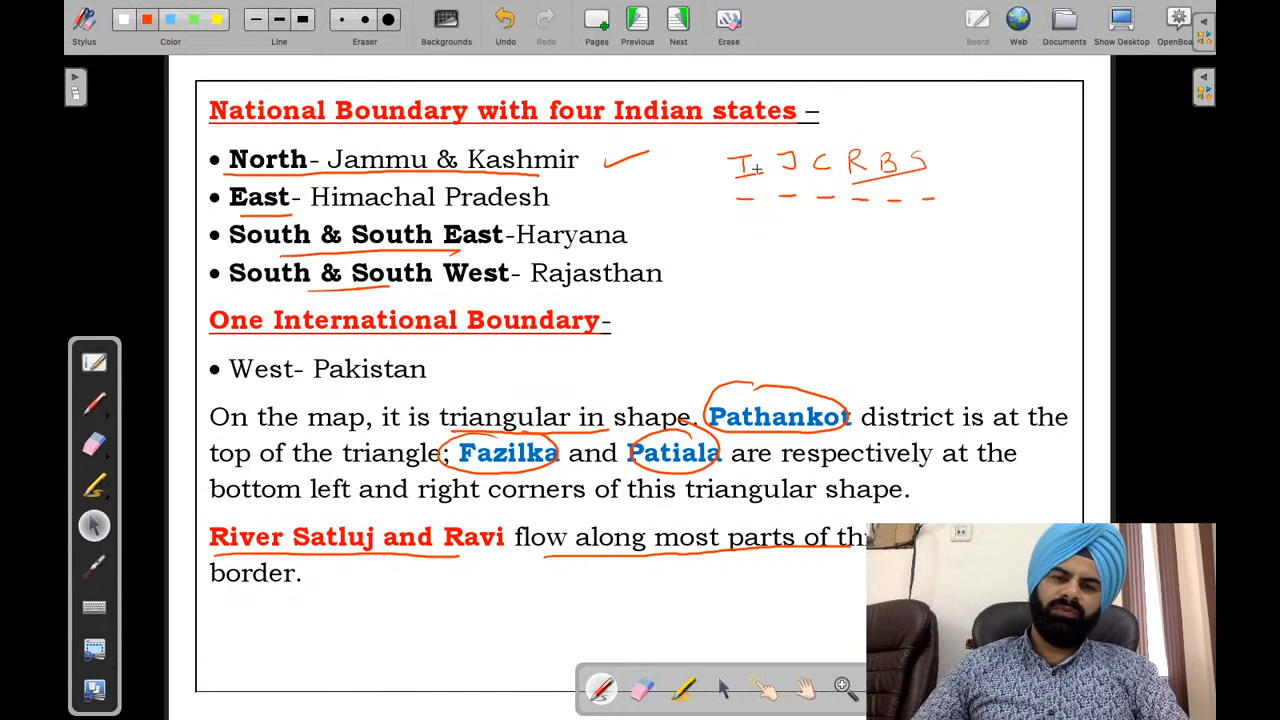 Stylus Color Line Eraser Backgrounds Undo Redo Pages Previous Next Erase Board Web Documents Show Desktop OpenBoa
National Boundary with four Indian states –
• North- Jammu & Kashmir
I J C R B S
• East- Himachal Pradesh
• South & South East-Haryana
• South & South West- Rajasthan
One International Boundary-
• West- Pakistan
On the map, it is triangular in shape. Pathankot district is at the
top of the triangle; Fazilka and Patiala are respectively at the
bottom left and right corners of this triangular shape.
River Satluj and Ravi flow along most parts of thi
border.